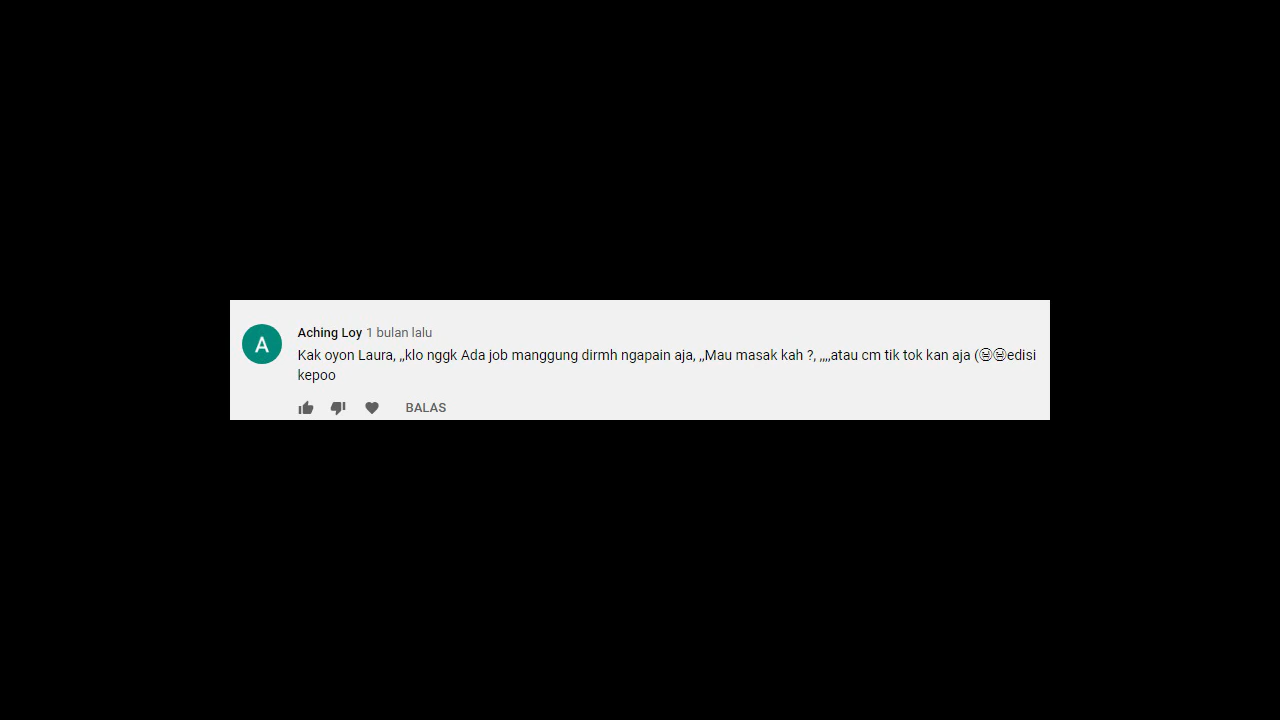 A
Aching Loy 1 bulan lalu
Kak oyon Laura, ,,klo nggk Ada job manggung dirmh ngapain aja, ,,Mau masak kah ?, ,,,,atau cm tik tok kan aja (😆😆edisi
kepoo
BALAS